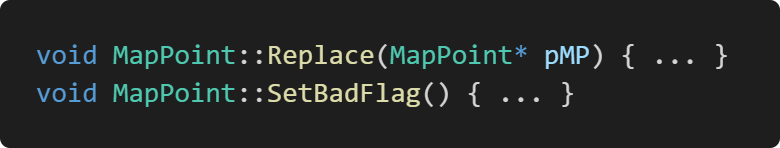 void MapPoint::Replace(MapPoint* pMP) { ... }
void MapPoint::SetBadFlag() { ... }